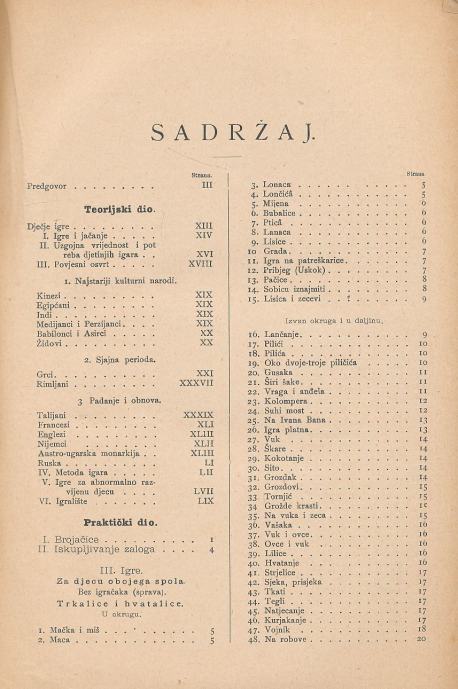 SADRŽAJ.
Strana.
Predgovor . . . . . . . . . III
Teorijski dio.
Dječje igre . . . . . . . . . XIII
I. Igre i jačanje . . . . . . XIV
II. Uzgojna vrijednost i pot
reba djetinjih igara . . . XVI
III. Povjesni osvrt . . . . . XVIII
1. Najstariji kulturni narodi.
Kinezi . . . . . . . . . . XIX
Egipćani . . . . . . . . . XIX
Indi . . . . . . . . . . . XIX
Medijanci i Perzijanci . . . . XIX
Babilonci i Asirci . . . . . XX
Židovi . . . . . . . . . . XX
2. Sjajna perioda.
Grci . . . . . . . . . . . XXI
Rimljani . . . . . . . . XXXVII
3 Padanje i obnova.
Talijani . . . . . . . . XXXIX
Francezi . . . . . . . . . XLI
Englezi . . . . . . . . . XLIII
Nijemci . . . . . . . . . XLII
Austro-ugarska monarkija . . XLIII
Ruska . . . . . . . . . . LI
IV. Metoda igara . . . . . . LII
V. Igre za abnormalno raz-
vijenu djecu . . . . . . LVII
VI. Igralište . . . . . . . LIX
Praktički dio.
I. Brojačice . . . . . . . . 1
II. Iskupljivanje zaloga . . . . 4
III. Igre.
Za djecu obojega spola.
Bez igračaka (sprava).
Trkalice i hvatalice.
U okrugu.
1. Mačka i miš . . . . . . . 5
2. Maca . . . . . . . . . . 5
Strana
3. Lonaca . . . . . . . . . 5
4. Lončića . . . . . . . . . 5
5. Mijena . . . . . . . . . 6
6. Bubalice . . . . . . . . . 6
7. Ptica . . . . . . . . . . 6
8. Lanaca . . . . . . . . . 6
9. Lisice . . . . . . . . . . 6
10 Grada . . . . . . . . . . 7
11. Igra na patreškarice . . . . 7
12. Pribjeg (Uskok) . . . . . . 7
13. Pačice . . . . . . . . . . 8
14. Sobicu iznajmiti . . . . . . 8
15. Lisica i zecevi . . . . . . 9
Izvan okruga i u daljinu.
16. Lančanje . . . . . . . . . 9
17. Pilići . . . . . . . . . . 10
18. Pilića . . . . . . . . . . 10
19. Oko dvoje-troje piličića . . . 10
20. Gusaka . . . . . . . . . 11
21. Širi šake . . . . . . . . . 11
22. Vraga i anđela . . . . . . 11
23. Kolompera . . . . . . . . 12
24. Suhi most . . . . . . . . 12
25. Na Ivana Bana . . . . . . 13
26. Igra platna . . . . . . . . 13
27. Vuk . . . . . . . . . . . 14
28. Škare . . . . . . . . . . 14
29. Kokotanje . . . . . . . . 14
30. Sito . . . . . . . . . . . 14
31. Grozdak . . . . . . . . . 14
32. Grozdovi . . . . . . . . . 15
33 Tornjić . . . . . . . . . 15
34 Grožde krasti . . . . . . . 15
35. Na vuka i zeca . . . . . . 15
36. Vašaka . . . . . . . . . . 16
37. Vuk i ovce . . . . . . . . 16
38. Ovce i vuk . . . . . . . . 16
39. Lilice . . . . . . . . . . 16
40. Hvatanje . . . . . . . . . 16
41. Strjelice . . . . . . . . . 17
42. Sjeka, prisjeka . . . . . . 17
43. Tkati . . . . . . . . . . 17
44. Tegli . . . . . . . . . . 17
45. Natjecanje . . . . . . . . 17
46. Kurjakanje . . . . . . . . 17
47. Vojnik . . . . . . . . . . 18
48. Na robove . . . . . . . . 20